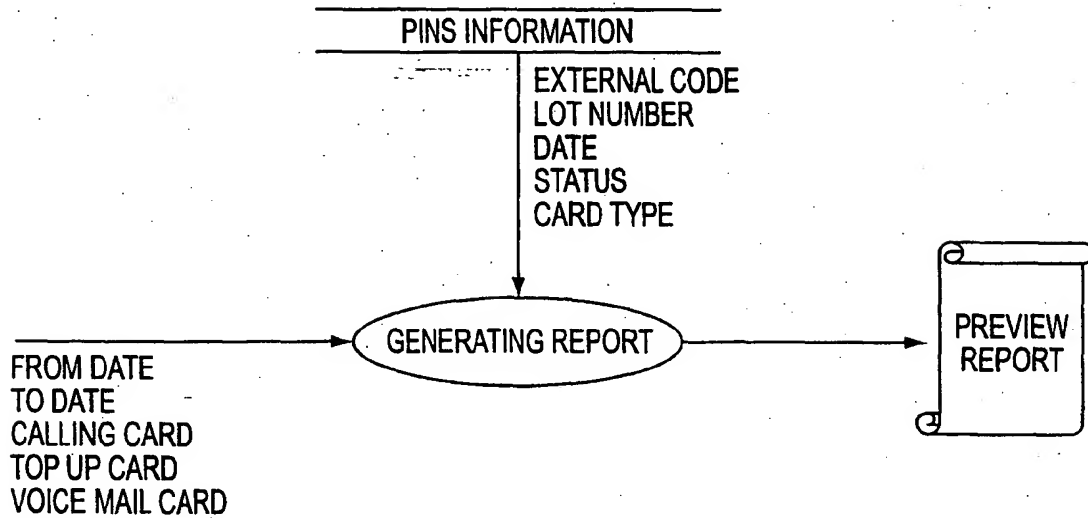 PINS INFORMATION
EXTERNAL CODE
LOT NUMBER
DATE
STATUS
CARD TYPE
GENERATING REPORT
PREVIEW
REPORT
FROM DATE
TO DATE
CALLING CARD
TOP UP CARD
VOICE MAIL CARD